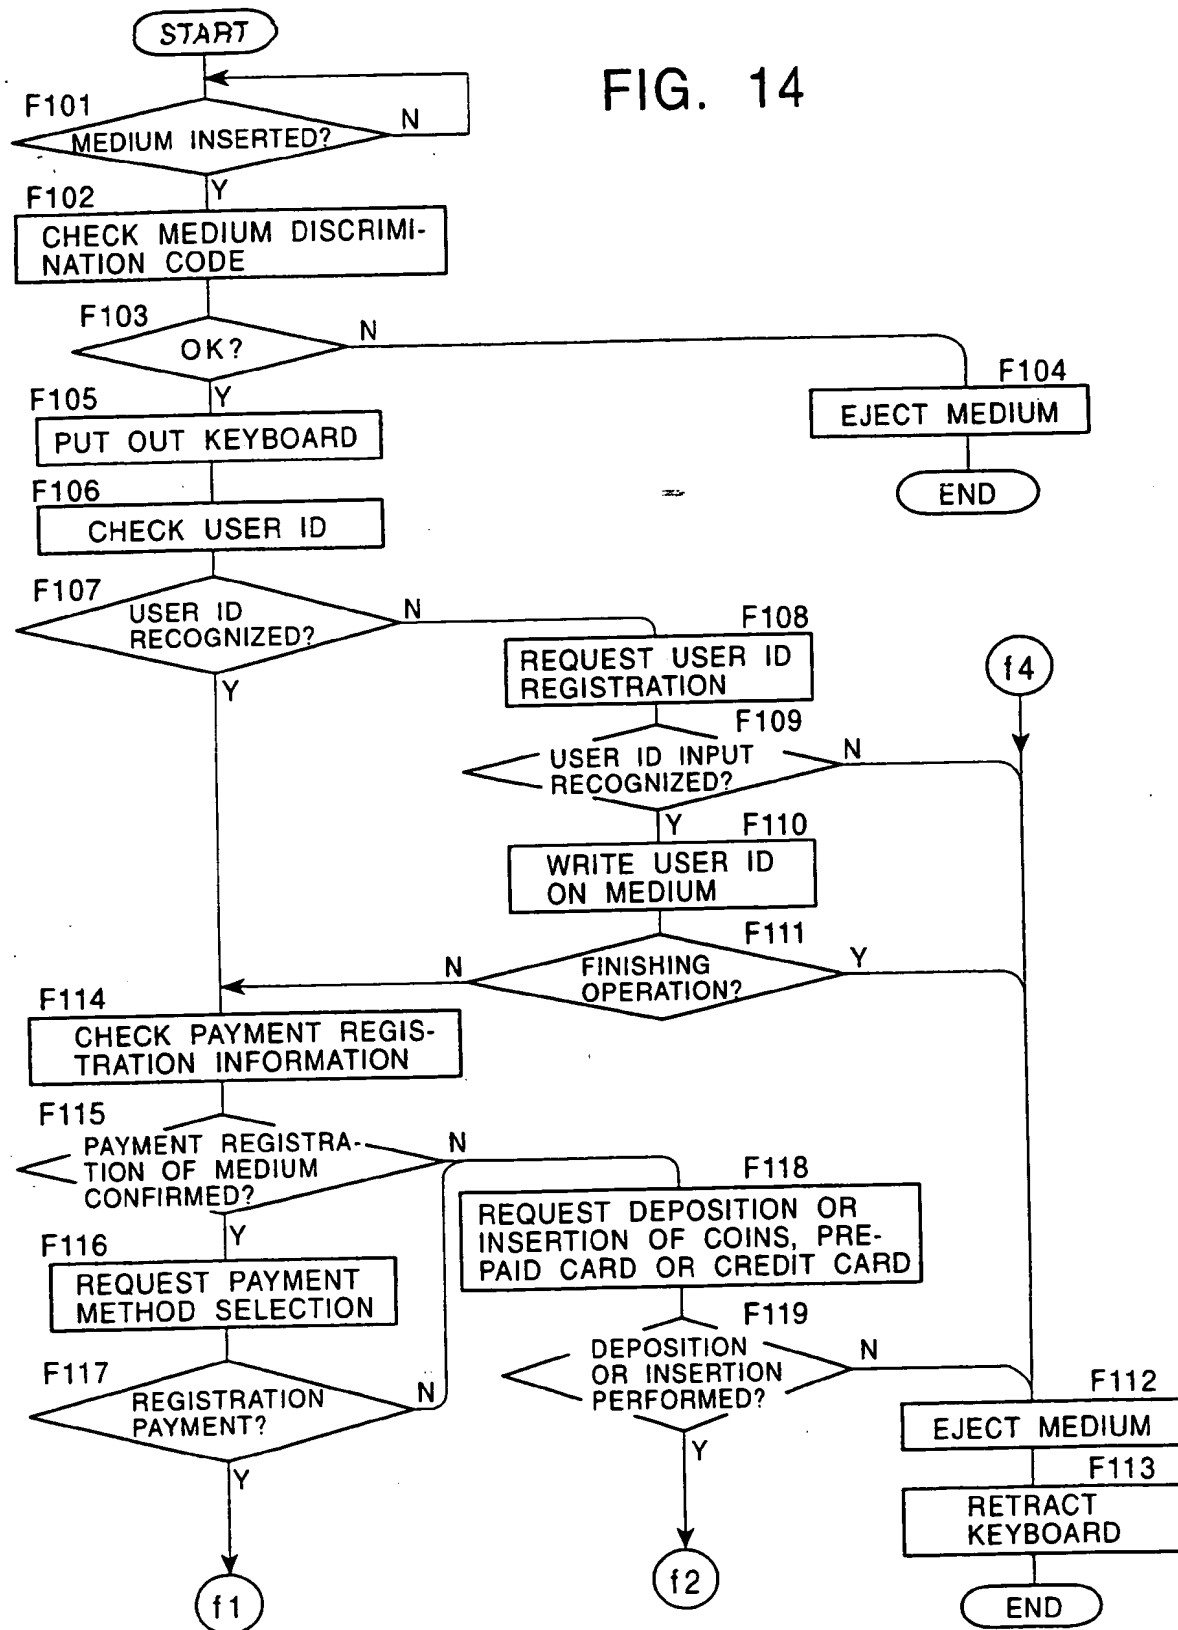 START
FIG. 14
F101
MEDIUM INSERTED?
N
Y
F102
CHECK MEDIUM DISCRIMI-
NATION CODE
F103
OK?
N
Y
F104
EJECT MEDIUM
END
F105
PUT OUT KEYBOARD
F106
CHECK USER ID
F107
USER ID
RECOGNIZED?
N
Y
F108
REQUEST USER ID
REGISTRATION
f4
F109
USER ID INPUT
RECOGNIZED?
N
Y
F110
WRITE USER ID
ON MEDIUM
F111
FINISHING
OPERATION?
N
Y
F114
CHECK PAYMENT REGIS-
TRATION INFORMATION
F115
PAYMENT REGISTRA-
TION OF MEDIUM
CONFIRMED?
N
Y
F118
REQUEST DEPOSITION OR
INSERTION OF COINS, PRE-
PAID CARD OR CREDIT CARD
F116
REQUEST PAYMENT
METHOD SELECTION
F119
DEPOSITION
OR INSERTION
PERFORMED?
N
Y
F117
REGISTRATION
PAYMENT?
N
Y
F112
EJECT MEDIUM
F113
RETRACT
KEYBOARD
f1
f2
END